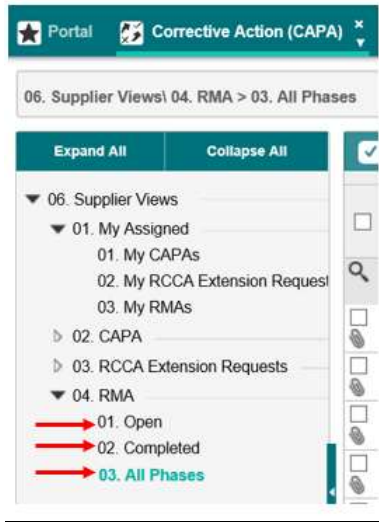 Portal Corrective Action (CAPA)
06. Supplier Views\ 04. RMA > 03. All Phases
Expand All Collapse All
06. Supplier Views
01. My Assigned
01. My CAPAs
02. My RCCA Extension Request
03. My RMAs
02. CAPA
03. RCCA Extension Requests
04. RMA
01. Open
02. Completed
03. All Phases